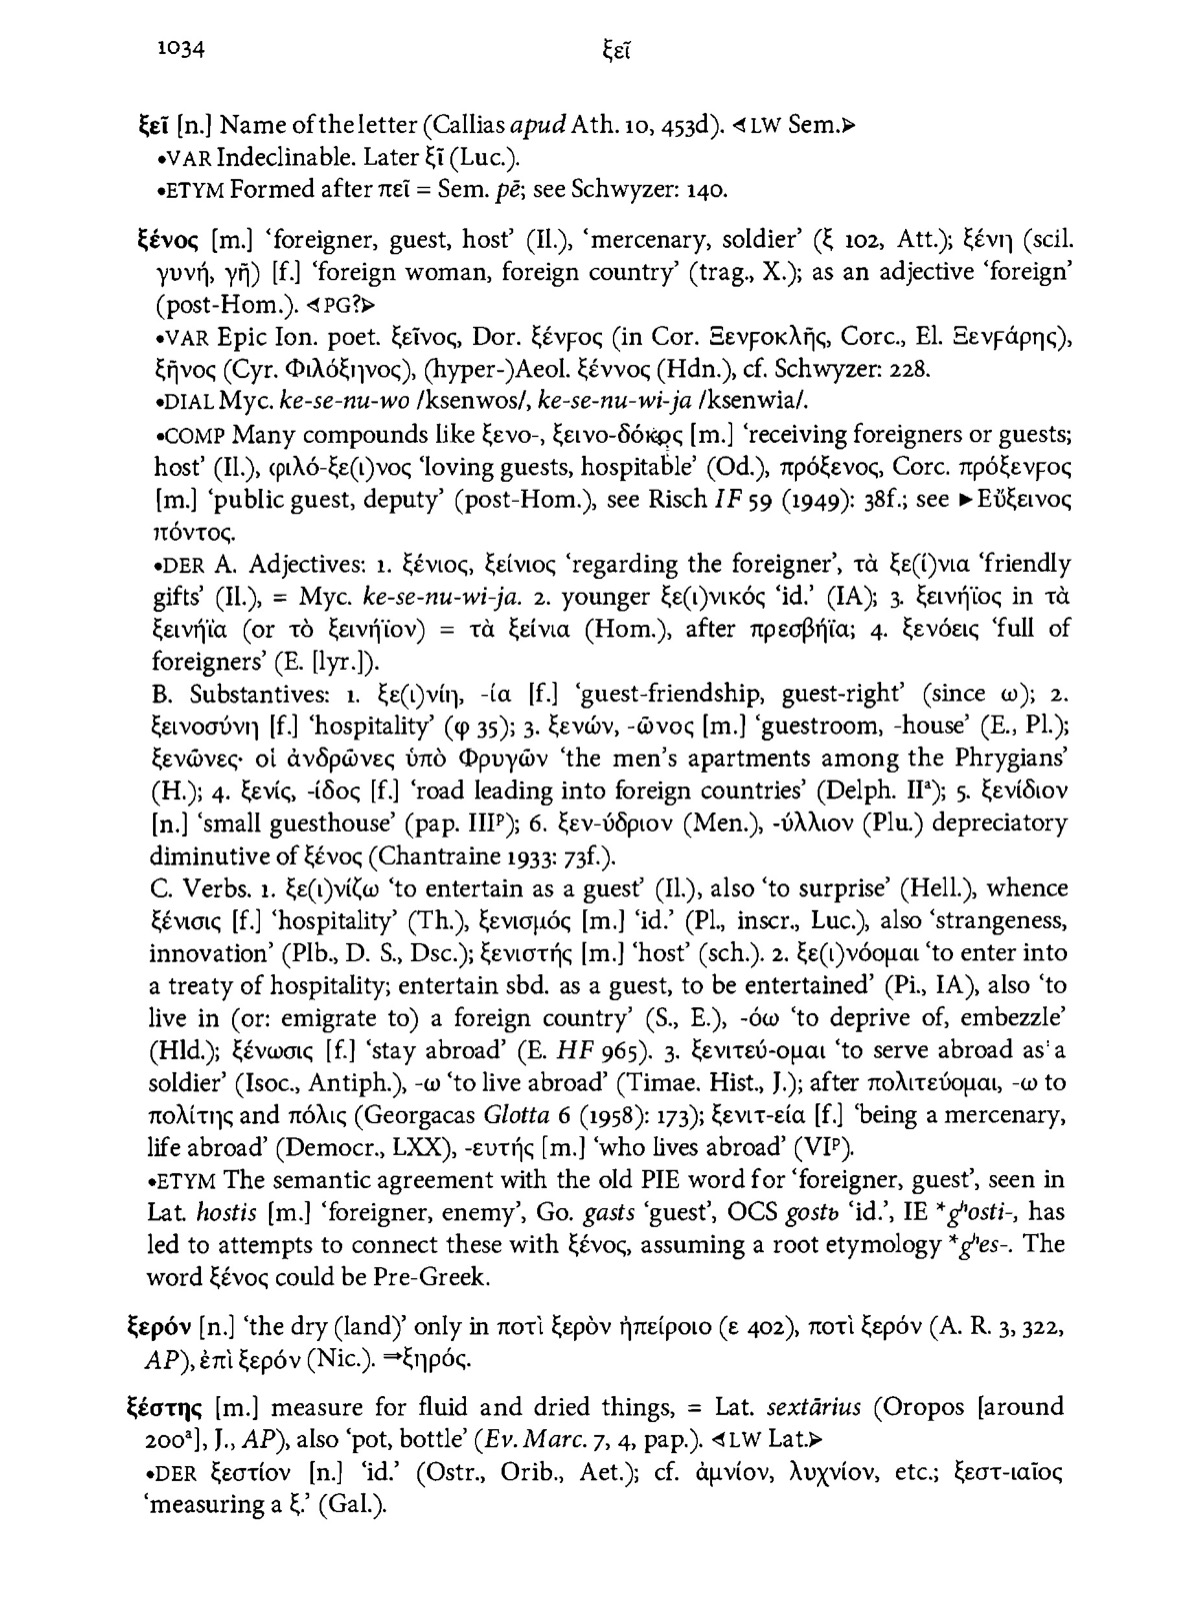 1034
ξεῖ
ξεῖ [n.] Name of the letter (Callias apud Ath. 10, 453d). ⊲LW Sem.⊳
•VAR Indeclinable. Later ξῖ (Luc.).
•ETYM Formed after πεῖ = Sem. pē; see Schwyzer: 140.
ξένος [m.] ‘foreigner, guest, host’ (Il.), ‘mercenary, soldier’ (ξ 102, Att.); ξένη (scil.
γυνή, γῆ) [f.] ‘foreign woman, foreign country’ (trag., X.); as an adjective ‘foreign’
(post-Hom.). ⊲PG?⊳
•VAR Epic Ion. poet. ξεῖνος, Dor. ξένϝος (in Cor. Ξενϝοκλῆς, Corc., El. Ξενϝάρης),
ξῆνος (Cyr. Φιλόξηνος), (hyper-)Aeol. ξέννος (Hdn.), cf. Schwyzer: 228.
•DIAL Myc. ke-se-nu-wo /ksenwos/, ke-se-nu-wi-ja /ksenwia/.
•COMP Many compounds like ξενο-, ξεινο-δόκος [m.] ‘receiving foreigners or guests;
host’ (Il.), φιλό-ξε(ι)νος ‘loving guests, hospitable’ (Od.), πρόξενος, Corc. πρόξενϝος
[m.] ‘public guest, deputy’ (post-Hom.), see Risch IF 59 (1949): 38f.; see ►Εὔξεινος
πόντος.
•DER A. Adjectives: 1. ξένιος, ξείνιος ‘regarding the foreigner’, τὰ ξε(ί)νια ‘friendly
gifts’ (Il.), = Myc. ke-se-nu-wi-ja. 2. younger ξε(ι)νικός ‘id.’ (IA); 3. ξεινήϊος in τὰ
ξεινήϊα (or τὸ ξεινήϊον) = τὰ ξείνια (Hom.), after πρεσβήϊα; 4. ξενόεις ‘full of
foreigners’ (E. [lyr.]).
B. Substantives: 1. ξε(ι)νίη, -ία [f.] ‘guest-friendship, guest-right’ (since ω); 2.
ξεινοσύνη [f.] ‘hospitality’ (φ 35); 3. ξενών, -ῶνος [m.] ‘guestroom, -house’ (E., Pl.);
ξενῶνες· οἱ ἀνδρῶνες ὑπὸ Φρυγῶν ‘the men’s apartments among the Phrygians’
(H.); 4. ξενίς, -ίδος [f.] ‘road leading into foreign countries’ (Delph. IIᵃ); 5. ξενίδιον
[n.] ‘small guesthouse’ (pap. IIIᵖ); 6. ξεν-ύδριον (Men.), -ύλλιον (Plu.) depreciatory
diminutive of ξένος (Chantraine 1933: 73f.).
C. Verbs. 1. ξε(ι)νίζω ‘to entertain as a guest’ (Il.), also ‘to surprise’ (Hell.), whence
ξένισις [f.] ‘hospitality’ (Th.), ξενισμός [m.] ‘id.’ (Pl., inscr., Luc.), also ‘strangeness,
innovation’ (Plb., D. S., Dsc.); ξενιστής [m.] ‘host’ (sch.). 2. ξε(ι)νόομαι ‘to enter into
a treaty of hospitality; entertain sbd. as a guest, to be entertained’ (Pi., IA), also ‘to
live in (or: emigrate to) a foreign country’ (S., E.), -όω ‘to deprive of, embezzle’
(Hld.); ξένωσις [f.] ‘stay abroad’ (E. HF 965). 3. ξενιτεύ-ομαι ‘to serve abroad as a
soldier’ (Isoc., Antiph.), -ω ‘to live abroad’ (Timae. Hist., J.); after πολιτεύομαι, -ω to
πολίτης and πόλις (Georgacas Glotta 6 (1958): 173); ξενιτ-εία [f.] ‘being a mercenary,
life abroad’ (Democr., LXX), -ευτής [m.] ‘who lives abroad’ (VIᵖ).
•ETYM The semantic agreement with the old PIE word for ‘foreigner, guest’, seen in
Lat. hostis [m.] ‘foreigner, enemy’, Go. gasts ‘guest’, OCS gostь ‘id.’, IE *gʰosti-, has
led to attempts to connect these with ξένος, assuming a root etymology *gʰes-. The
word ξένος could be Pre-Greek.
ξερόν [n.] ‘the dry (land)’ only in ποτὶ ξερὸν ἠπείροιο (ε 402), ποτὶ ξερόν (A. R. 3, 322,
AP), ἐπὶ ξερόν (Nic.). ⇒ξηρός.
ξέστης [m.] measure for fluid and dried things, = Lat. sextārius (Oropos [around
200ᵃ], J., AP), also ‘pot, bottle’ (Ev. Marc. 7, 4, pap.). ⊲LW Lat.⊳
•DER ξεστίον [n.] ‘id.’ (Ostr., Orib., Aet.); cf. ἀμνίον, λυχνίον, etc.; ξεστ-ιαῖος
‘measuring a ξ.’ (Gal.).